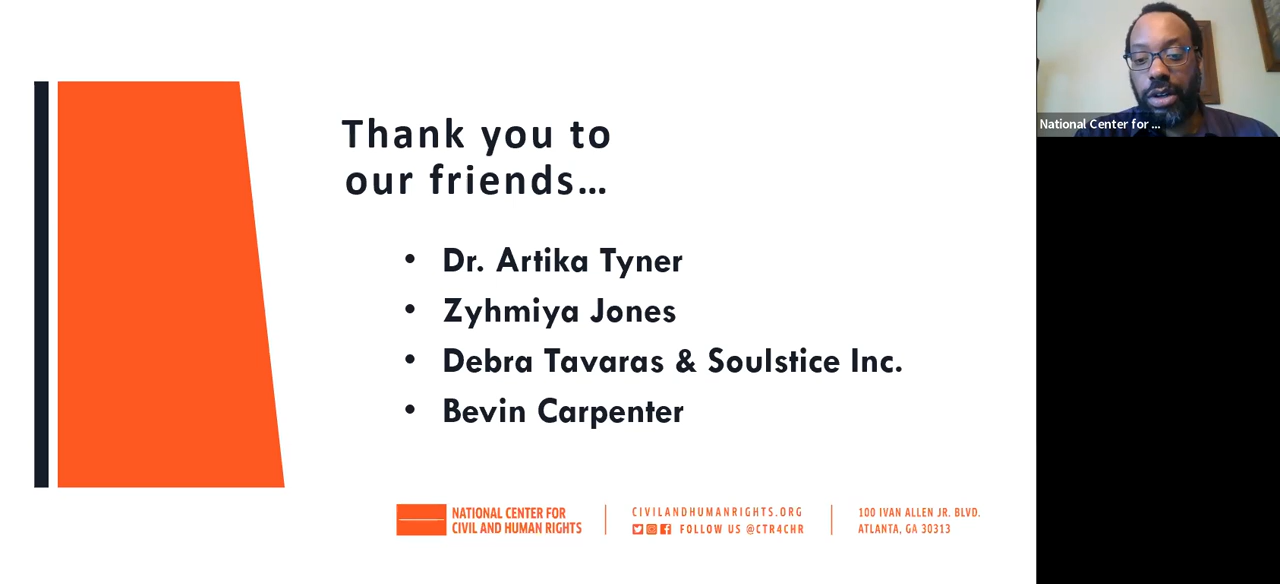 Thank you to
our friends…
• Dr. Artika Tyner
• Zyhmiya Jones
• Debra Tavaras & Soulstice Inc.
• Bevin Carpenter
NATIONAL CENTER FOR
CIVIL AND HUMAN RIGHTS
CIVILANDHUMANRIGHTS.ORG
FOLLOW US @CTR4CHR
100 IVAN ALLEN JR. BLVD.
ATLANTA, GA 30313
National Center for ...